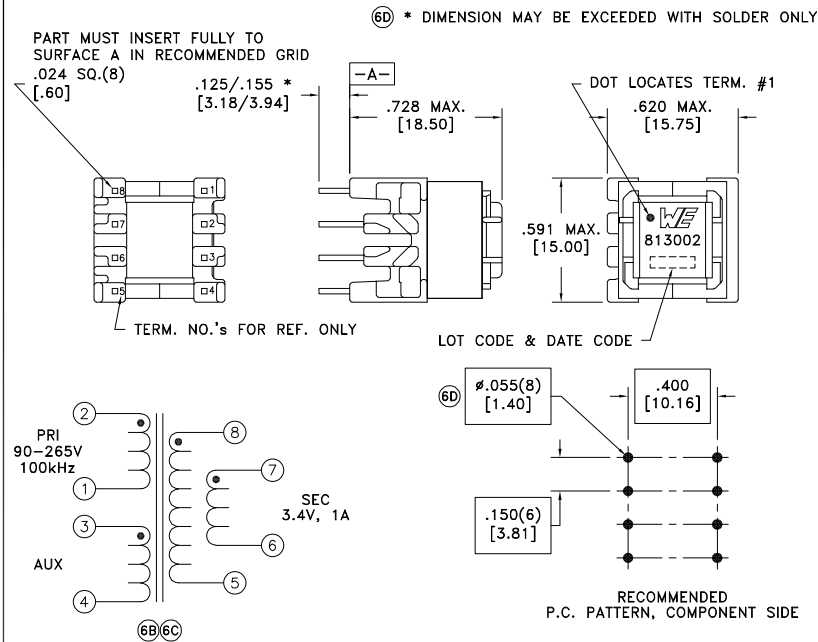 6D * DIMENSION MAY BE EXCEEDED WITH SOLDER ONLY
PART MUST INSERT FULLY TO
SURFACE A IN RECOMMENDED GRID
.024 SQ.(8)
[.60]
.125/.155 *
[3.18/3.94]
-A-
.728 MAX.
[18.50]
DOT LOCATES TERM. #1
.620 MAX.
[15.75]
8
1
7
2
6
3
5
4
.591 MAX.
[15.00]
WE
813002
TERM. NO.'s FOR REF. ONLY
LOT CODE & DATE CODE
2
PRI
90-265V
100kHz
1
3
AUX
4
8
7
SEC
3.4V, 1A
6
5
6B 6C
6D
ø.055(8)
[1.40]
.400
[10.16]
.150(6)
[3.81]
RECOMMENDED
P.C. PATTERN, COMPONENT SIDE